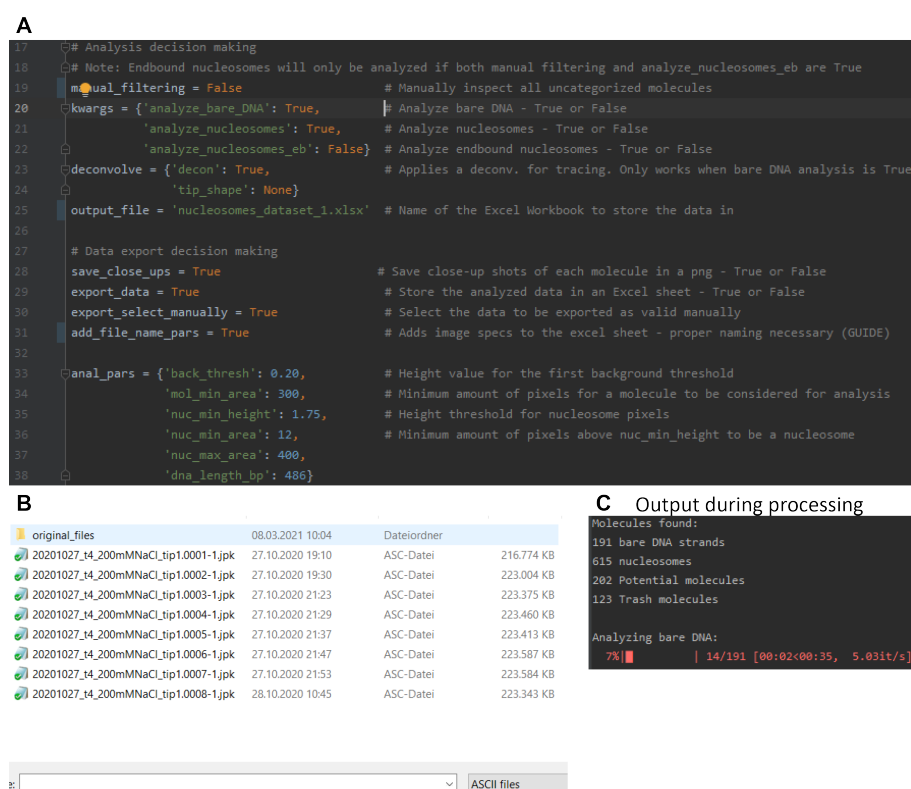 A
17 # Analysis decision making
18 # Note: Endbound nucleosomes will only be analyzed if both manual filtering and analyze_nucleosomes_eb are True
19 manual_filtering = False # Manually inspect all uncategorized molecules
20 kwargs = {'analyze_bare_DNA': True, # Analyze bare DNA - True or False
21 'analyze_nucleosomes': True, # Analyze nucleosomes - True or False
22 'analyze_nucleosomes_eb': False} # Analyze endbound nucleosomes - True or False
23 deconvolve = {'decon': True, # Applies a deconv. for tracing. Only works when bare DNA analysis is True
24 'tip_shape': None}
25 output_file = 'nucleosomes_dataset_1.xlsx' # Name of the Excel Workbook to store the data in
26
27 # Data export decision making
28 save_close_ups = True # Save close-up shots of each molecule in a png - True or False
29 export_data = True # Store the analyzed data in an Excel sheet - True or False
30 export_select_manually = True # Select the data to be exported as valid manually
31 add_file_name_pars = True # Adds image specs to the excel sheet - proper naming necessary (GUIDE)
32
33 anal_pars = {'back_thresh': 0.20, # Height value for the first background threshold
34 'mol_min_area': 300, # Minimum amount of pixels for a molecule to be considered for analysis
35 'nuc_min_height': 1.75, # Height threshold for nucleosome pixels
36 'nuc_min_area': 12, # Minimum amount of pixels above nuc_min_height to be a nucleosome
37 'nuc_max_area': 400,
38 'dna_length_bp': 486}
B
original_files 08.03.2021 10:04 Dateiordner
20201027_t4_200mMNaCl_tip1.0001-1.jpk 27.10.2020 19:10 ASC-Datei 216.774 KB
20201027_t4_200mMNaCl_tip1.0002-1.jpk 27.10.2020 19:30 ASC-Datei 223.004 KB
20201027_t4_200mMNaCl_tip1.0003-1.jpk 27.10.2020 21:23 ASC-Datei 223.375 KB
20201027_t4_200mMNaCl_tip1.0004-1.jpk 27.10.2020 21:29 ASC-Datei 223.460 KB
20201027_t4_200mMNaCl_tip1.0005-1.jpk 27.10.2020 21:37 ASC-Datei 223.413 KB
20201027_t4_200mMNaCl_tip1.0006-1.jpk 27.10.2020 21:47 ASC-Datei 223.587 KB
20201027_t4_200mMNaCl_tip1.0007-1.jpk 27.10.2020 21:53 ASC-Datei 223.584 KB
20201027_t4_200mMNaCl_tip1.0008-1.jpk 28.10.2020 10:45 ASC-Datei 223.343 KB
e: ASCII files
C Output during processing
Molecules found:
191 bare DNA strands
615 nucleosomes
202 Potential molecules
123 Trash molecules
Analyzing bare DNA:
7%| | 14/191 [00:02<00:35, 5.03it/s]